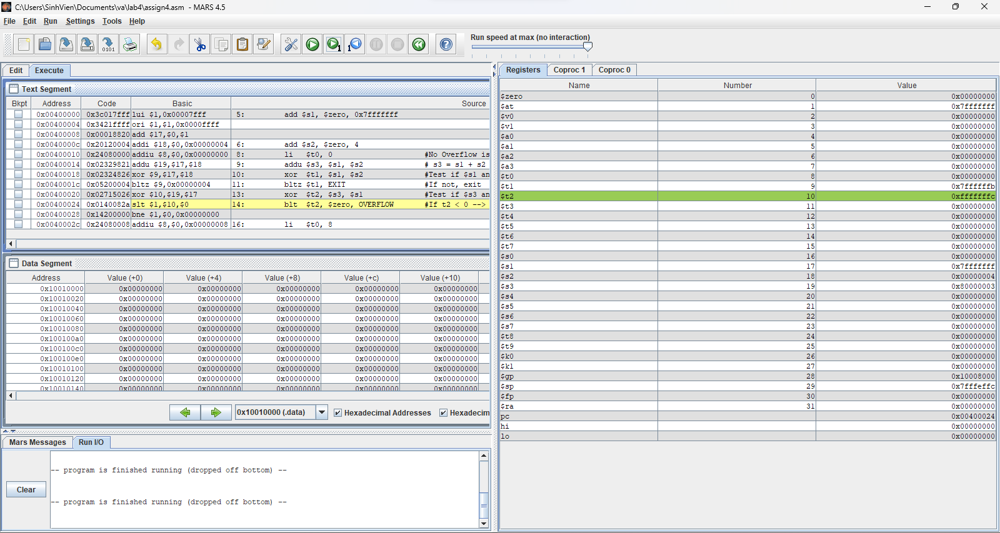 C:\Users\SinhVien\Documents\va\lab4\assign4.asm - MARS 4.5
File Edit Run Settings Tools Help
Run speed at max (no interaction)
Edit Execute
Text Segment
Bkpt Address Code Basic Source
0x00400000 0x3c017fff lui $1,0x00007fff 5: add $s1, $zero, 0x7fffffff
0x00400004 0x3421ffff ori $1,$1,0x0000ffff
0x00400008 0x00018820 add $17,$0,$1
0x0040000c 0x20120004 addi $18,$0,0x00000004 6: add $s2, $zero, 4
0x00400010 0x24080000 addiu $8,$0,0x00000000 8: li $t0, 0 #No Overflow is
0x00400014 0x02329821 addu $19,$17,$18 9: addu $s3, $s1, $s2 # s3 = s1 + s2
0x00400018 0x02324826 xor $9,$17,$18 10: xor $t1, $s1, $s2 #Test if $s1 an
0x0040001c 0x05200004 bltz $9,0x00000004 11: bltz $t1, EXIT #If not, exit
0x00400020 0x02715026 xor $10,$19,$17 13: xor $t2, $s3, $s1 #Test if $s3 an
0x00400024 0x0140082a slt $1,$10,$0 14: blt $t2, $zero, OVERFLOW #If t2 < 0 -->
0x00400028 0x14200000 bne $1,$0,0x00000000
0x0040002c 0x24080008 addiu $8,$0,0x00000008 16: li $t0, 8
Data Segment
Address Value (+0) Value (+4) Value (+8) Value (+c) Value (+10)
0x10010000 0x00000000 0x00000000 0x00000000 0x00000000 0x00000000
0x10010020 0x00000000 0x00000000 0x00000000 0x00000000 0x00000000
0x10010040 0x00000000 0x00000000 0x00000000 0x00000000 0x00000000
0x10010060 0x00000000 0x00000000 0x00000000 0x00000000 0x00000000
0x10010080 0x00000000 0x00000000 0x00000000 0x00000000 0x00000000
0x100100a0 0x00000000 0x00000000 0x00000000 0x00000000 0x00000000
0x100100c0 0x00000000 0x00000000 0x00000000 0x00000000 0x00000000
0x100100e0 0x00000000 0x00000000 0x00000000 0x00000000 0x00000000
0x10010100 0x00000000 0x00000000 0x00000000 0x00000000 0x00000000
0x10010120 0x00000000 0x00000000 0x00000000 0x00000000 0x00000000
0x10010140 0x00000000 0x00000000 0x00000000 0x00000000 0x00000000
0x10010000 (.data) Hexadecimal Addresses Hexadecim
Mars Messages Run I/O
-- program is finished running (dropped off bottom) --
Clear
-- program is finished running (dropped off bottom) --
Registers Coproc 1 Coproc 0
Name Number Value
$zero 0 0x00000000
$at 1 0x7fffffff
$v0 2 0x00000000
$v1 3 0x00000000
$a0 4 0x00000000
$a1 5 0x00000000
$a2 6 0x00000000
$a3 7 0x00000000
$t0 8 0x00000000
$t1 9 0x7ffffffb
$t2 10 0xfffffffc
$t3 11 0x00000000
$t4 12 0x00000000
$t5 13 0x00000000
$t6 14 0x00000000
$t7 15 0x00000000
$s0 16 0x00000000
$s1 17 0x7fffffff
$s2 18 0x00000004
$s3 19 0x80000003
$s4 20 0x00000000
$s5 21 0x00000000
$s6 22 0x00000000
$s7 23 0x00000000
$t8 24 0x00000000
$t9 25 0x00000000
$k0 26 0x00000000
$k1 27 0x00000000
$gp 28 0x10008000
$sp 29 0x7fffeffc
$fp 30 0x00000000
$ra 31 0x00000000
pc 0x00400024
hi 0x00000000
lo 0x00000000